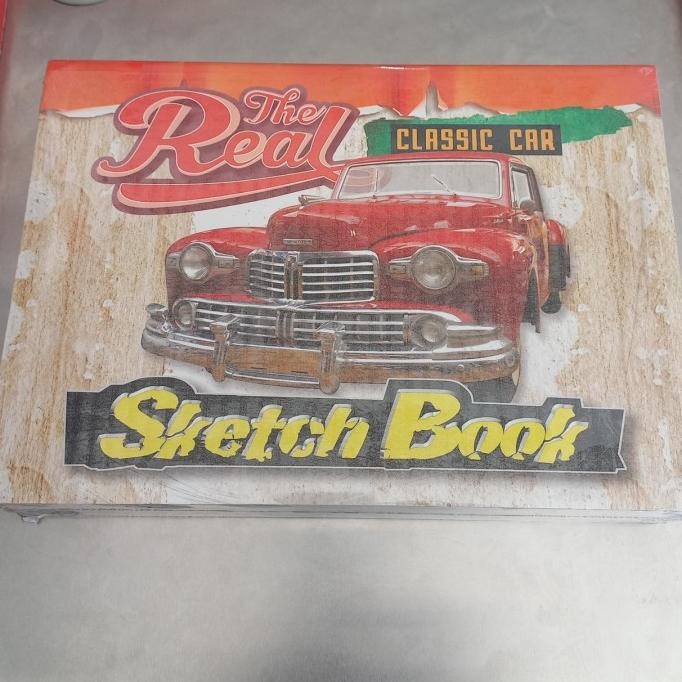 The
Real
CLASSIC CAR
Sketch Book